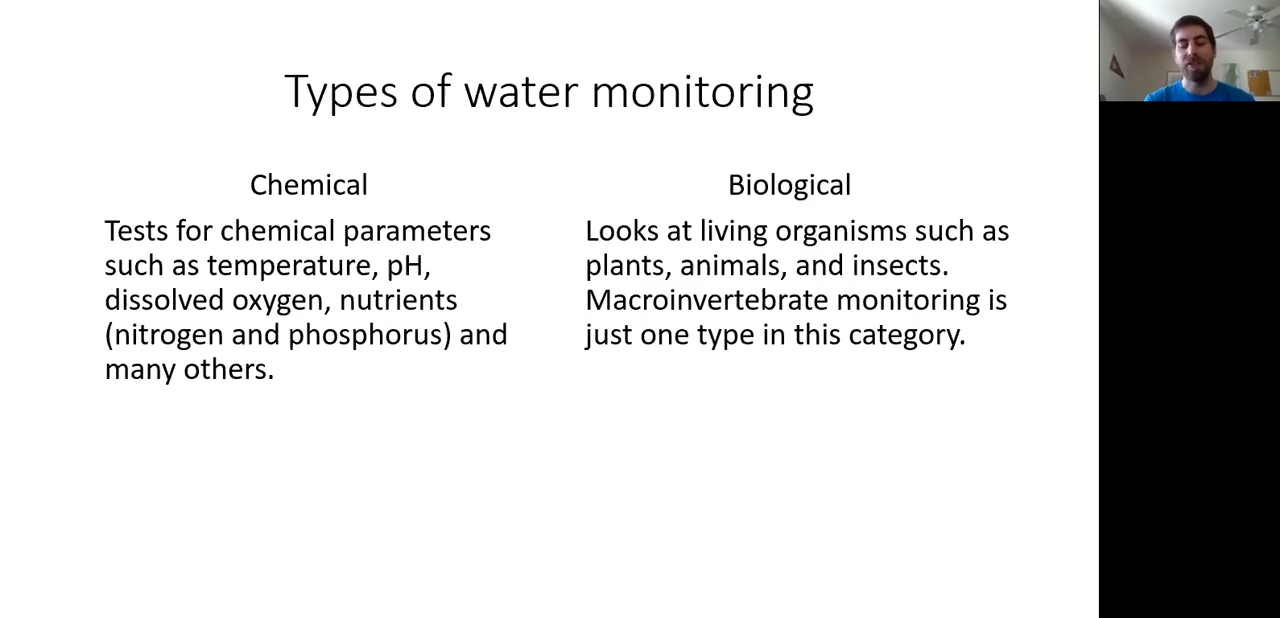 Types of water monitoring
Chemical
Tests for chemical parameters
such as temperature, pH,
dissolved oxygen, nutrients
(nitrogen and phosphorus) and
many others.
Biological
Looks at living organisms such as
plants, animals, and insects.
Macroinvertebrate monitoring is
just one type in this category.